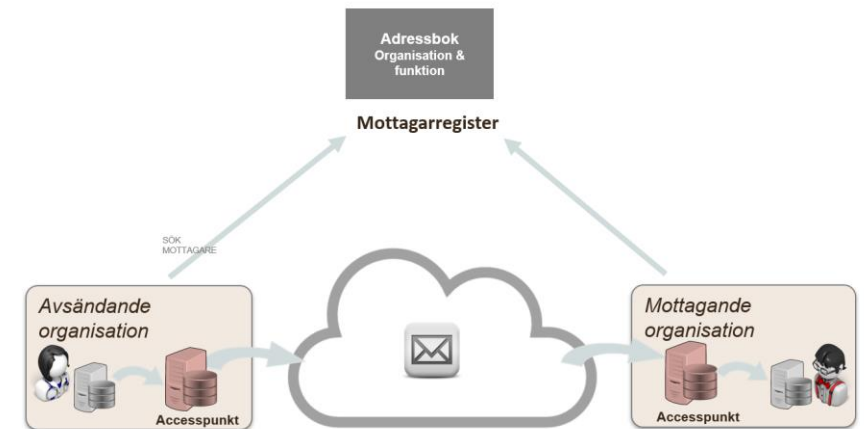 Adressbok
Organisation &
funktion
Mottagarregister
SÖK
MOTTAGARE
Avsändande
organisation
Accesspunkt
Mottagande
organisation
Accesspunkt